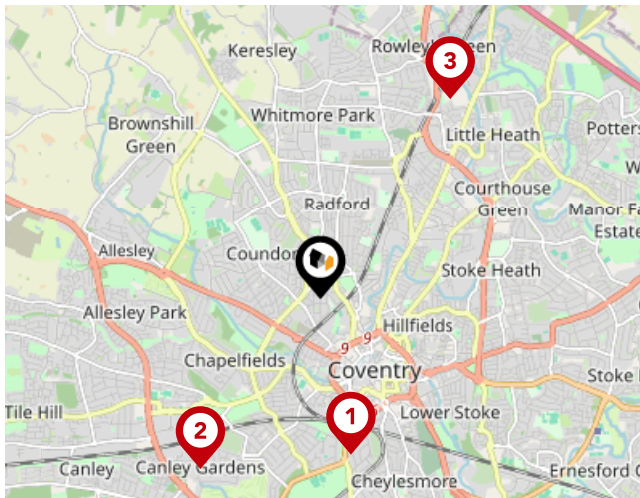 Keresley
Rowley Green
3
Whitmore Park
Brownshill
Green
Little Heath
Potters
W
Courthouse
Green
Radford
Manor Fa
Estate
Allesley
Coundon
Stoke Heath
Allesley Park
Hillfields
9
9
Chapelfields
Coventry
Stoke
Tile Hill
1
Lower Stoke
2
Canley
Canley Gardens
Cheylesmore
Ernesford G